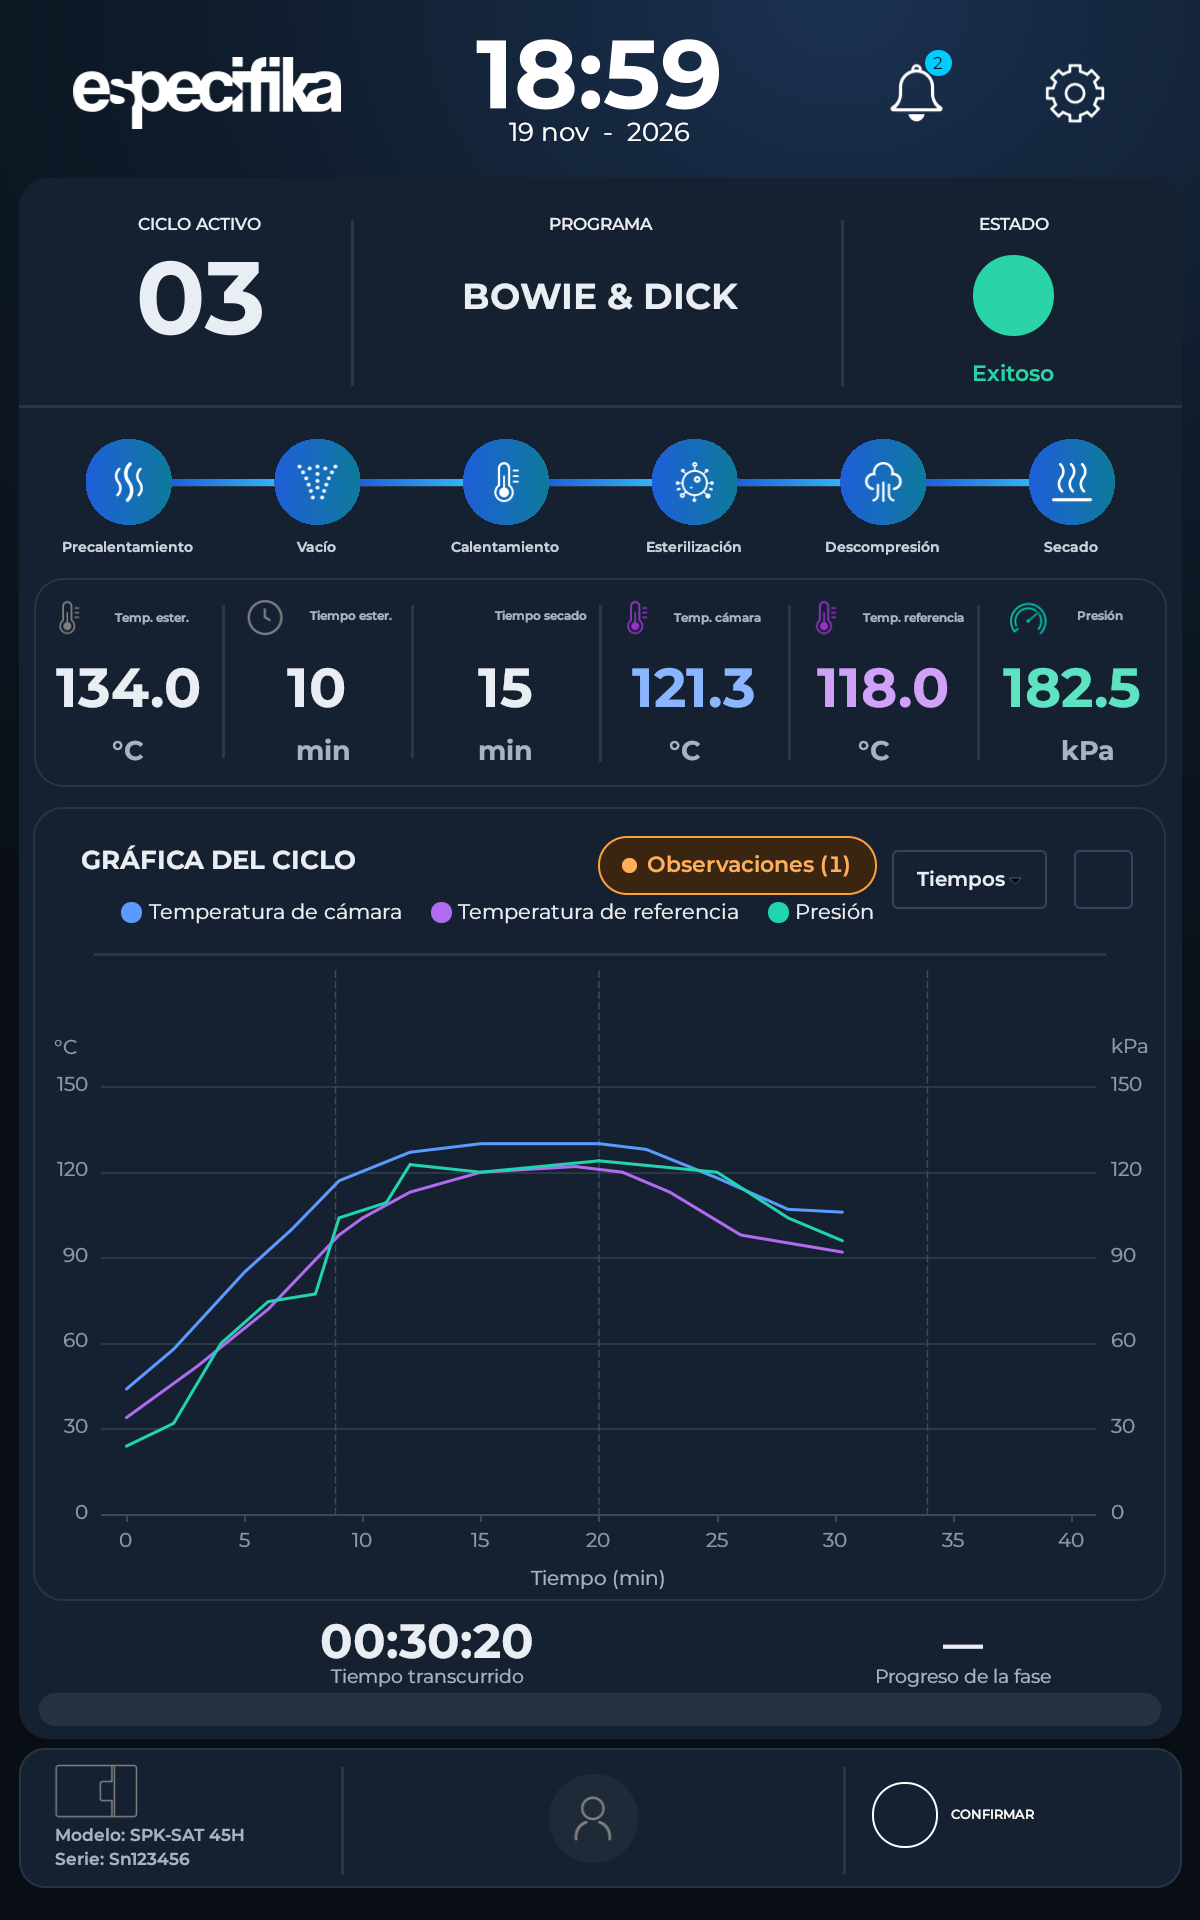 especifika
18:59
19 nov - 2026
2
CICLO ACTIVO
03
PROGRAMA
BOWIE & DICK
ESTADO
Exitoso
Precalentamiento
Vacío
Calentamiento
Esterilización
Descompresión
Secado
Temp. ester.
134.0
°C
Tiempo ester.
10
min
Tiempo secado
15
min
Temp. cámara
121.3
°C
Temp. referencia
118.0
°C
Presión
182.5
kPa
GRÁFICA DEL CICLO
Observaciones (1)
Tiempos
Temperatura de cámara
Temperatura de referencia
Presión
°C
kPa
150
150
120
120
90
90
60
60
30
30
0
0
0 5 10 15 20 25 30 35 40
Tiempo (min)
00:30:20
Tiempo transcurrido
—
Progreso de la fase
Modelo: SPK-SAT 45H
Serie: Sn123456
CONFIRMAR